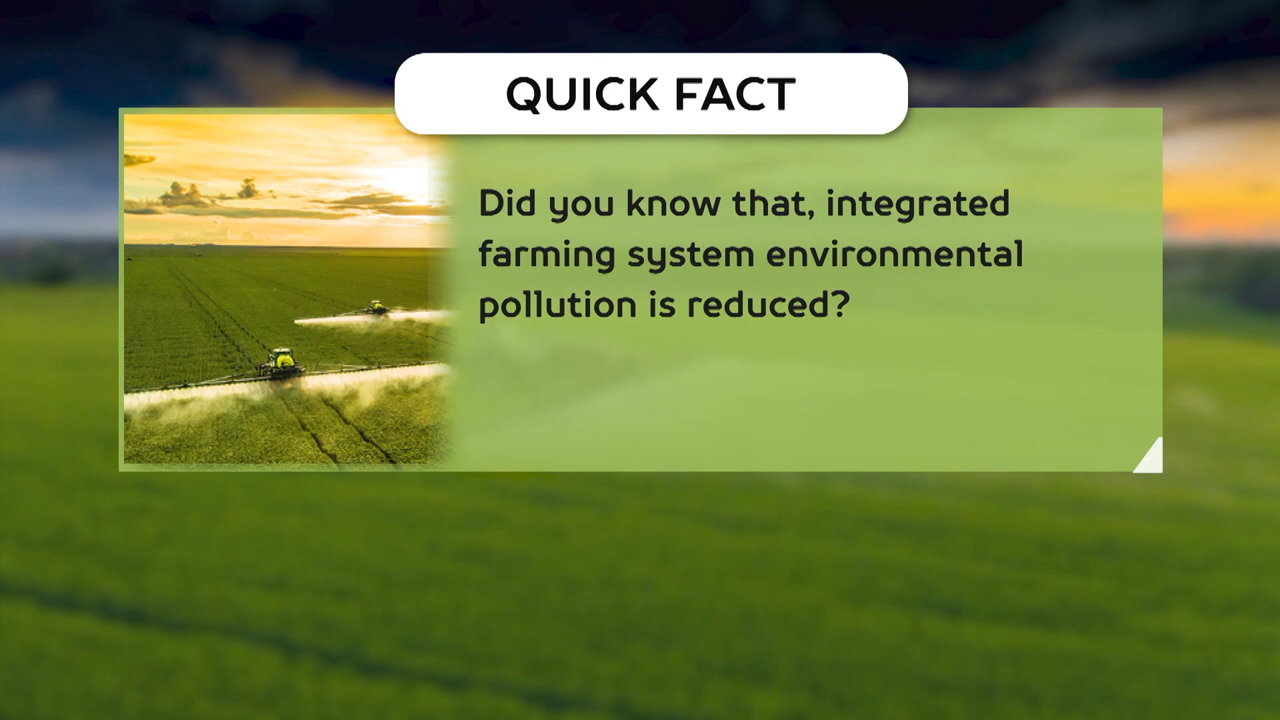 QUICK FACT
Did you know that, integrated
farming system environmental
pollution is reduced?